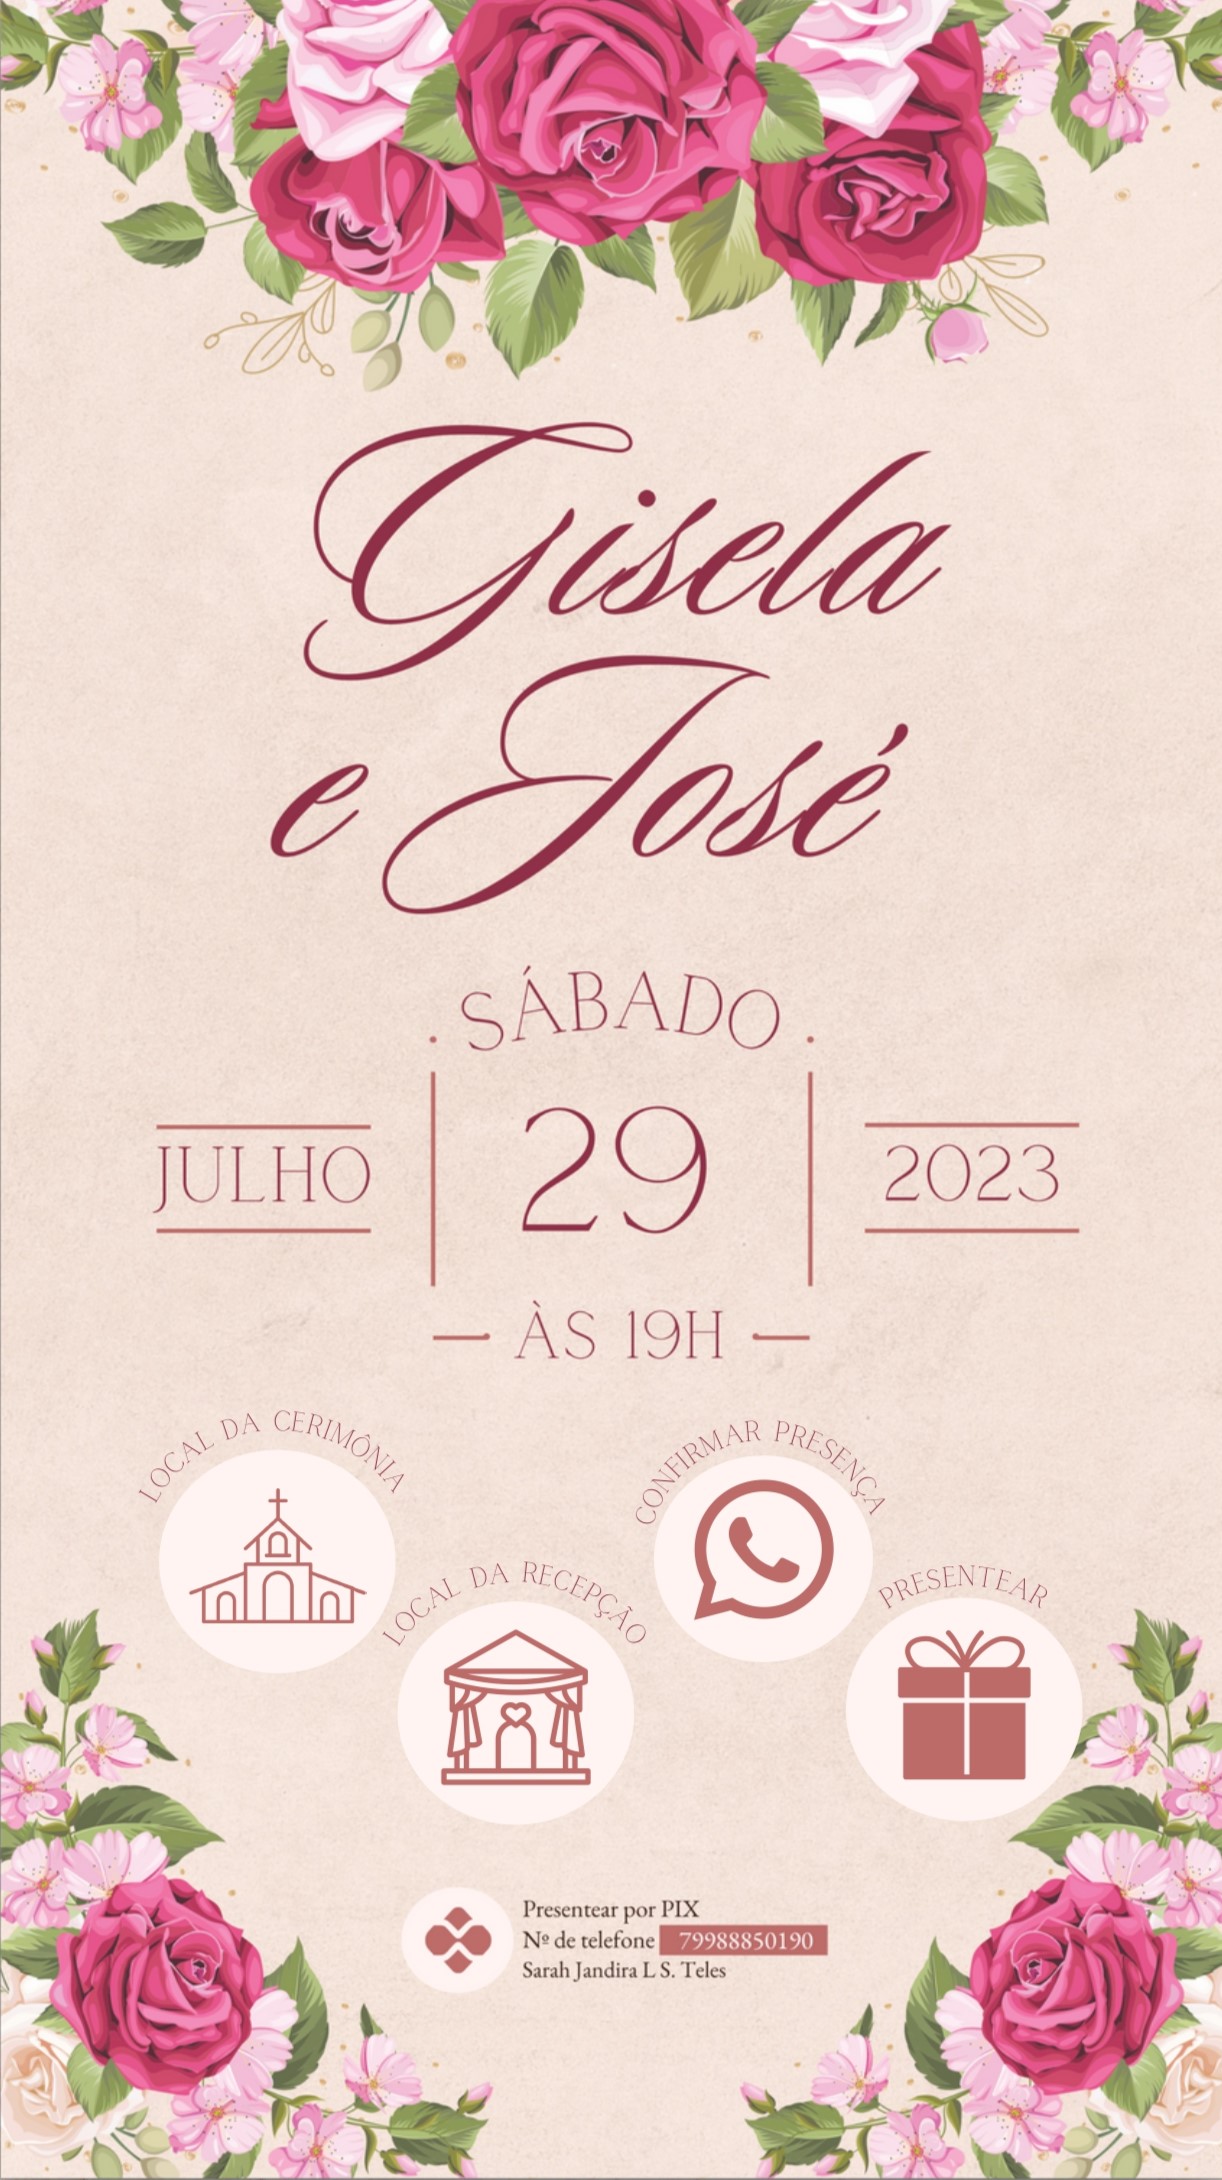 Gisela
e José
SÁBADO
JULHO
29
2023
ÀS 19H
LOCAL DA CERIMÔNIA
CONFIRMAR PRESENÇA
LOCAL DA RECEPÇÃO
PRESENTEAR
Presentear por PIX
Nº de telefone 79988850190
Sarah Jandira L S. Teles